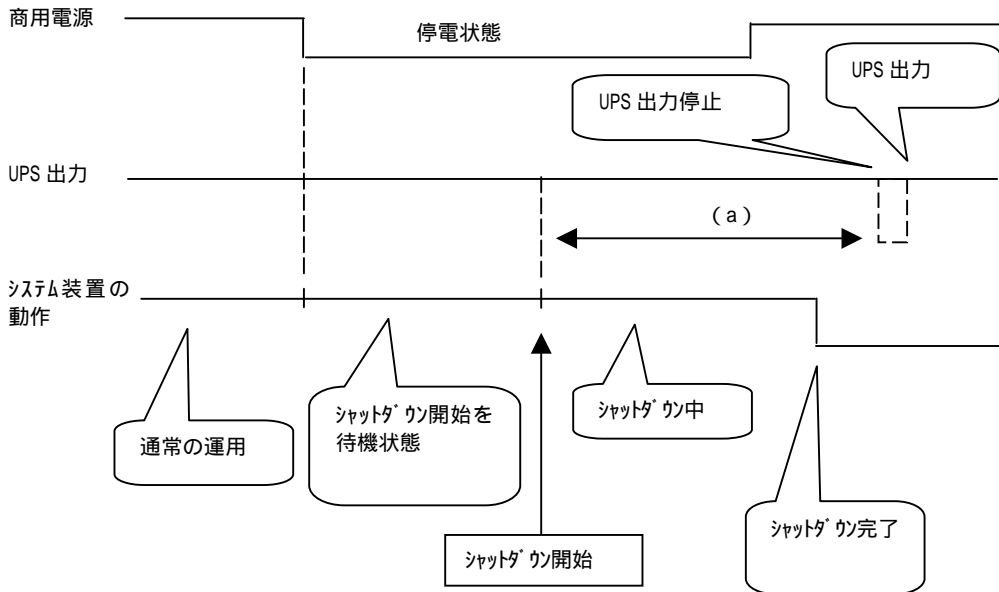 商用電源
停電状態
UPS 出力
UPS 出力停止
UPS 出力
(a)
ｼｽﾃﾑ装置の
動作
通常の運用
ｼｬｯﾄﾀﾞｳﾝ開始を
待機状態
ｼｬｯﾄﾀﾞｳﾝ中
ｼｬｯﾄﾀﾞｳﾝ完了
ｼｬｯﾄﾀﾞｳﾝ開始